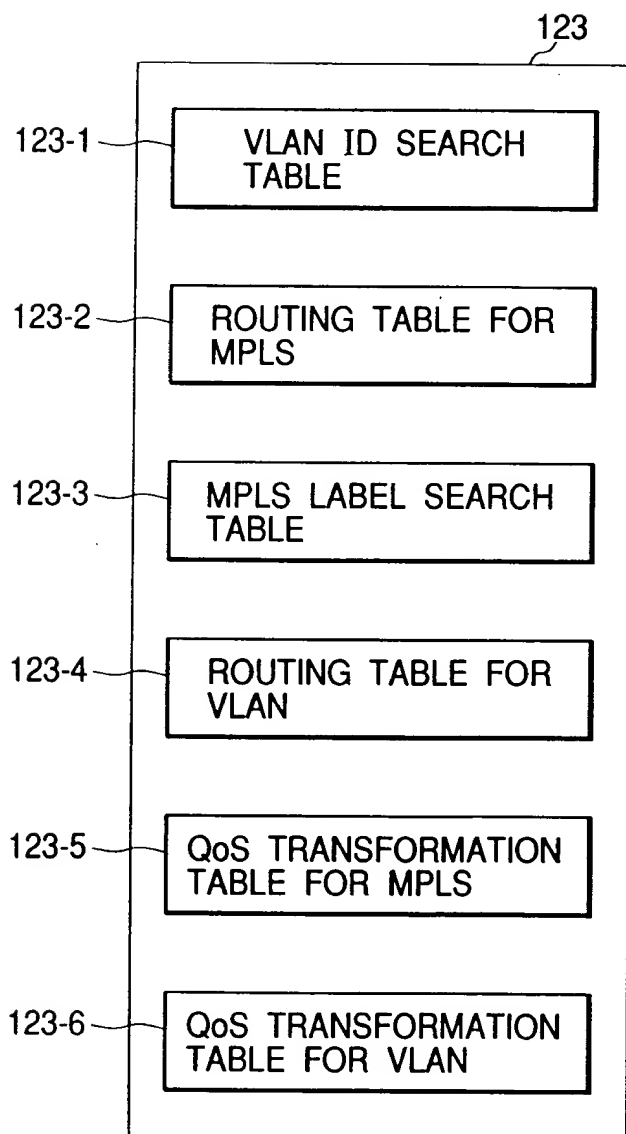 123
123-1
VLAN ID SEARCH
TABLE
123-2
ROUTING TABLE FOR
MPLS
123-3
MPLS LABEL SEARCH
TABLE
123-4
ROUTING TABLE FOR
VLAN
123-5
QoS TRANSFORMATION
TABLE FOR MPLS
123-6
QoS TRANSFORMATION
TABLE FOR VLAN